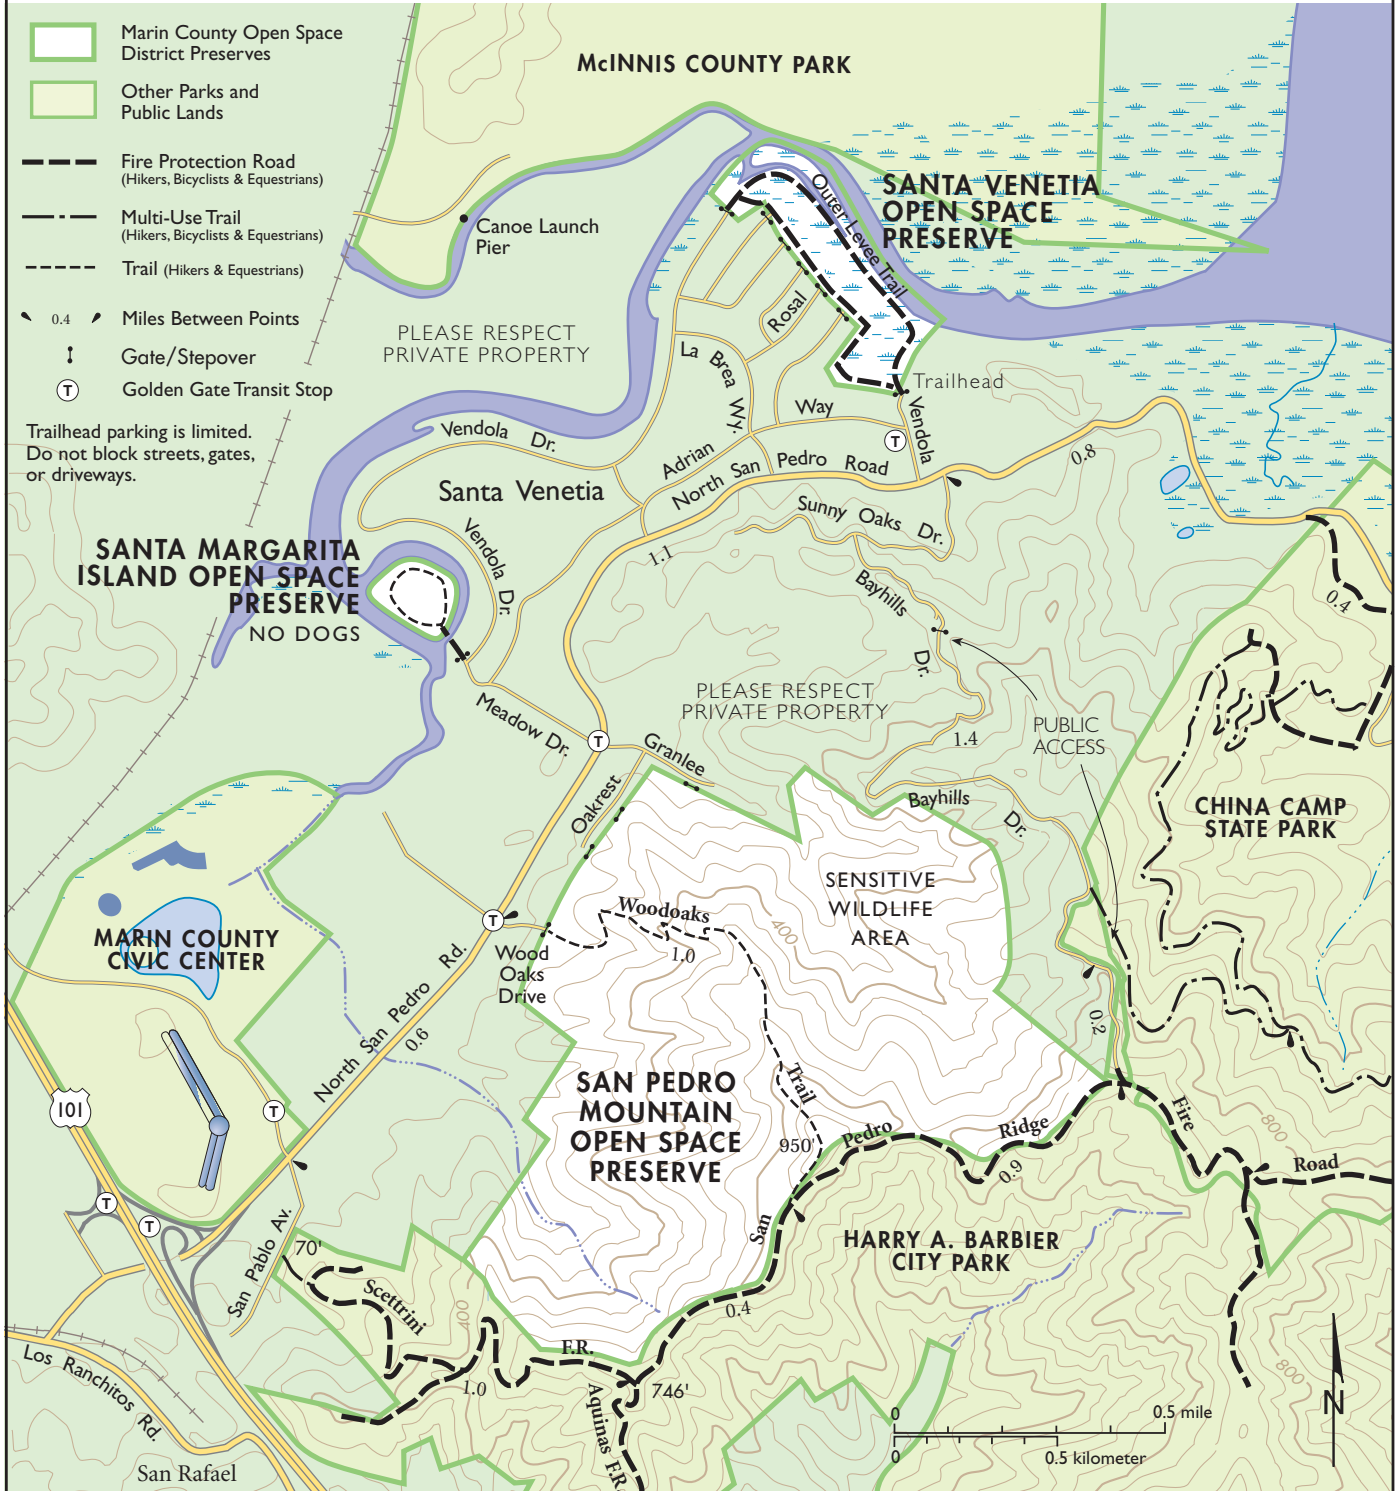 Marin County Open Space
District Preserves
Other Parks and
Public Lands
Fire Protection Road
(Hikers, Bicyclists & Equestrians)
Multi-Use Trail
(Hikers, Bicyclists & Equestrians)
Trail (Hikers & Equestrians)
0.4 Miles Between Points
Gate/Stepover
T Golden Gate Transit Stop
Trailhead parking is limited.
Do not block streets, gates,
or driveways.
McINNIS COUNTY PARK
Canoe Launch
Pier
SANTA VENETIA
OPEN SPACE
PRESERVE
Outer Levee Trail
PLEASE RESPECT
PRIVATE PROPERTY
Rosal
La Brea Wy.
Trailhead
Way
Vendola
T
Vendola Dr.
Adrian
North San Pedro Road
0.8
Santa Venetia
Sunny Oaks Dr.
Vendola Dr.
1.1
SANTA MARGARITA
ISLAND OPEN SPACE
PRESERVE
NO DOGS
Bayhills
Dr.
0.4
PLEASE RESPECT
PRIVATE PROPERTY
Meadow Dr.
T
Granlee
1.4
PUBLIC
ACCESS
Oakrest
Bayhills
Dr.
CHINA CAMP
STATE PARK
SENSITIVE
WILDLIFE
AREA
Woodoaks
400
1.0
T
MARIN COUNTY
CIVIC CENTER
Wood
Oaks
Drive
North San Pedro Rd.
0.6
0.2
101
T
SAN PEDRO
MOUNTAIN
OPEN SPACE
PRESERVE
Trail
950'
Pedro
Ridge
Fire
800
Road
0.9
T
T
San
HARRY A. BARBIER
CITY PARK
San Pablo Av.
70'
Scettrini
400
0.4
F.R.
1.0
746'
Aquinas F.R.
800
Los Ranchitos Rd.
N
0 0.5 mile
0 0.5 kilometer
San Rafael